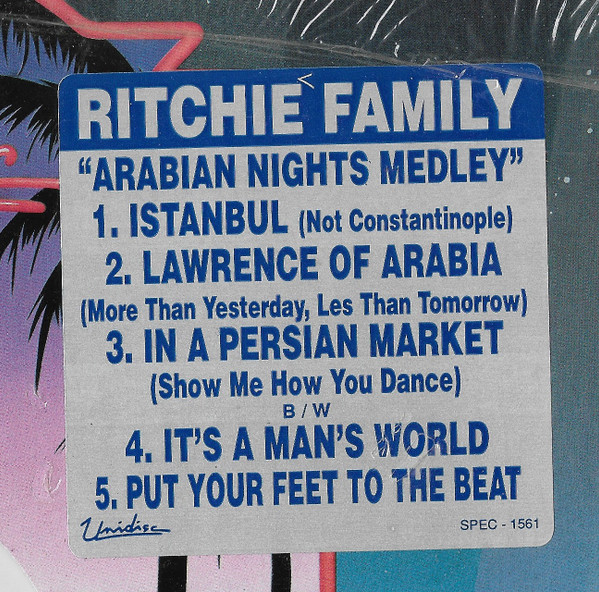 RITCHIE FAMILY
“ARABIAN NIGHTS MEDLEY”
1. ISTANBUL (Not Constantinople)
2. LAWRENCE OF ARABIA
(More Than Yesterday, Les Than Tomorrow)
3. IN A PERSIAN MARKET
(Show Me How You Dance)
B / W
4. IT'S A MAN'S WORLD
5. PUT YOUR FEET TO THE BEAT
Unidisc
SPEC - 1561